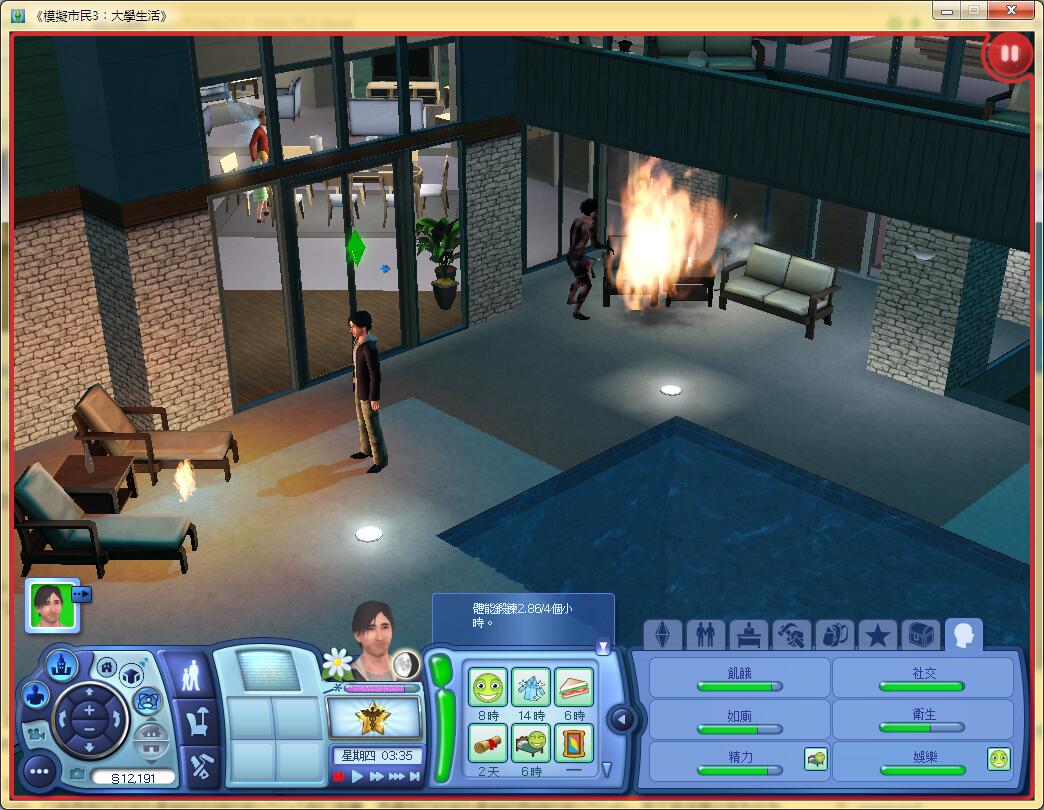 《模擬市民3：大學生活》
體能鍛鍊2.86/4個小
時。
8時
14時
6時
2天
6時
星期四 03:35
§12,191
飢餓
社交
如廁
衛生
精力
娛樂